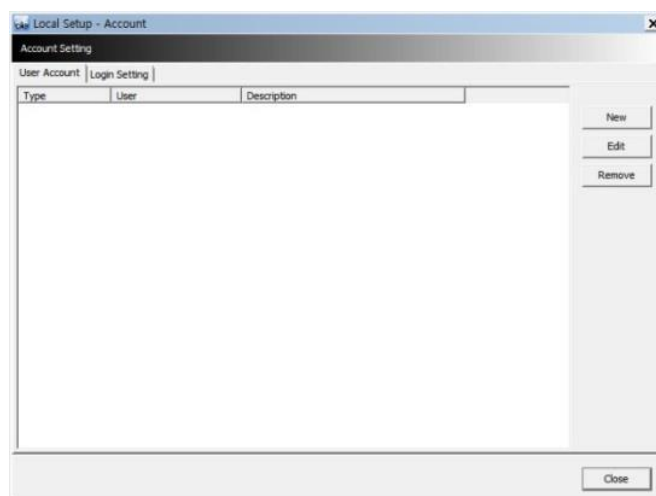 Local Setup - Account
Account Setting
User Account Login Setting
Type User Description
New
Edit
Remove
Close